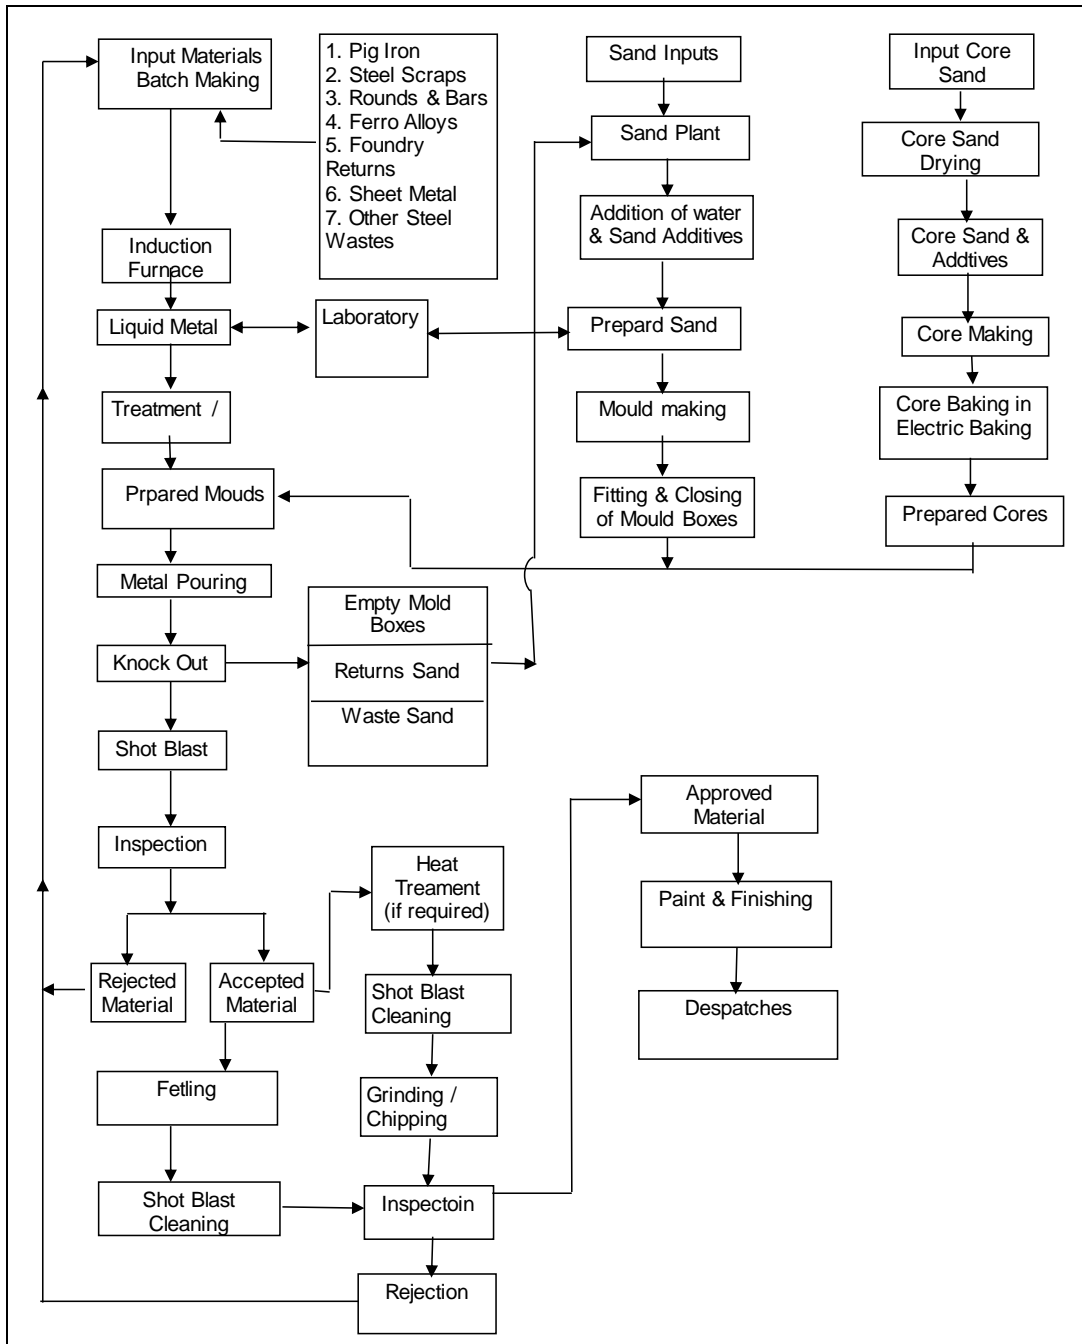 Input Materials
Batch Making
1. Pig Iron
2. Steel Scraps
3. Rounds & Bars
4. Ferro Alloys
5. Foundry
Returns
6. Sheet Metal
7. Other Steel
Wastes
Sand Inputs
Input Core
Sand
Sand Plant
Core Sand
Drying
Addition of water
& Sand Additives
Core Sand &
Addtives
Induction
Furnace
Liquid Metal
Laboratory
Prepard Sand
Core Making
Treatment /
Mould making
Core Baking in
Electric Baking
Prpared Mouds
Fitting & Closing
of Mould Boxes
Prepared Cores
Metal Pouring
Empty Mold
Boxes
Knock Out
Returns Sand
Waste Sand
Shot Blast
Approved
Material
Inspection
Heat
Treament
(if required)
Paint & Finishing
Rejected
Material
Accepted
Material
Shot Blast
Cleaning
Despatches
Fetling
Grinding /
Chipping
Shot Blast
Cleaning
Inspectoin
Rejection